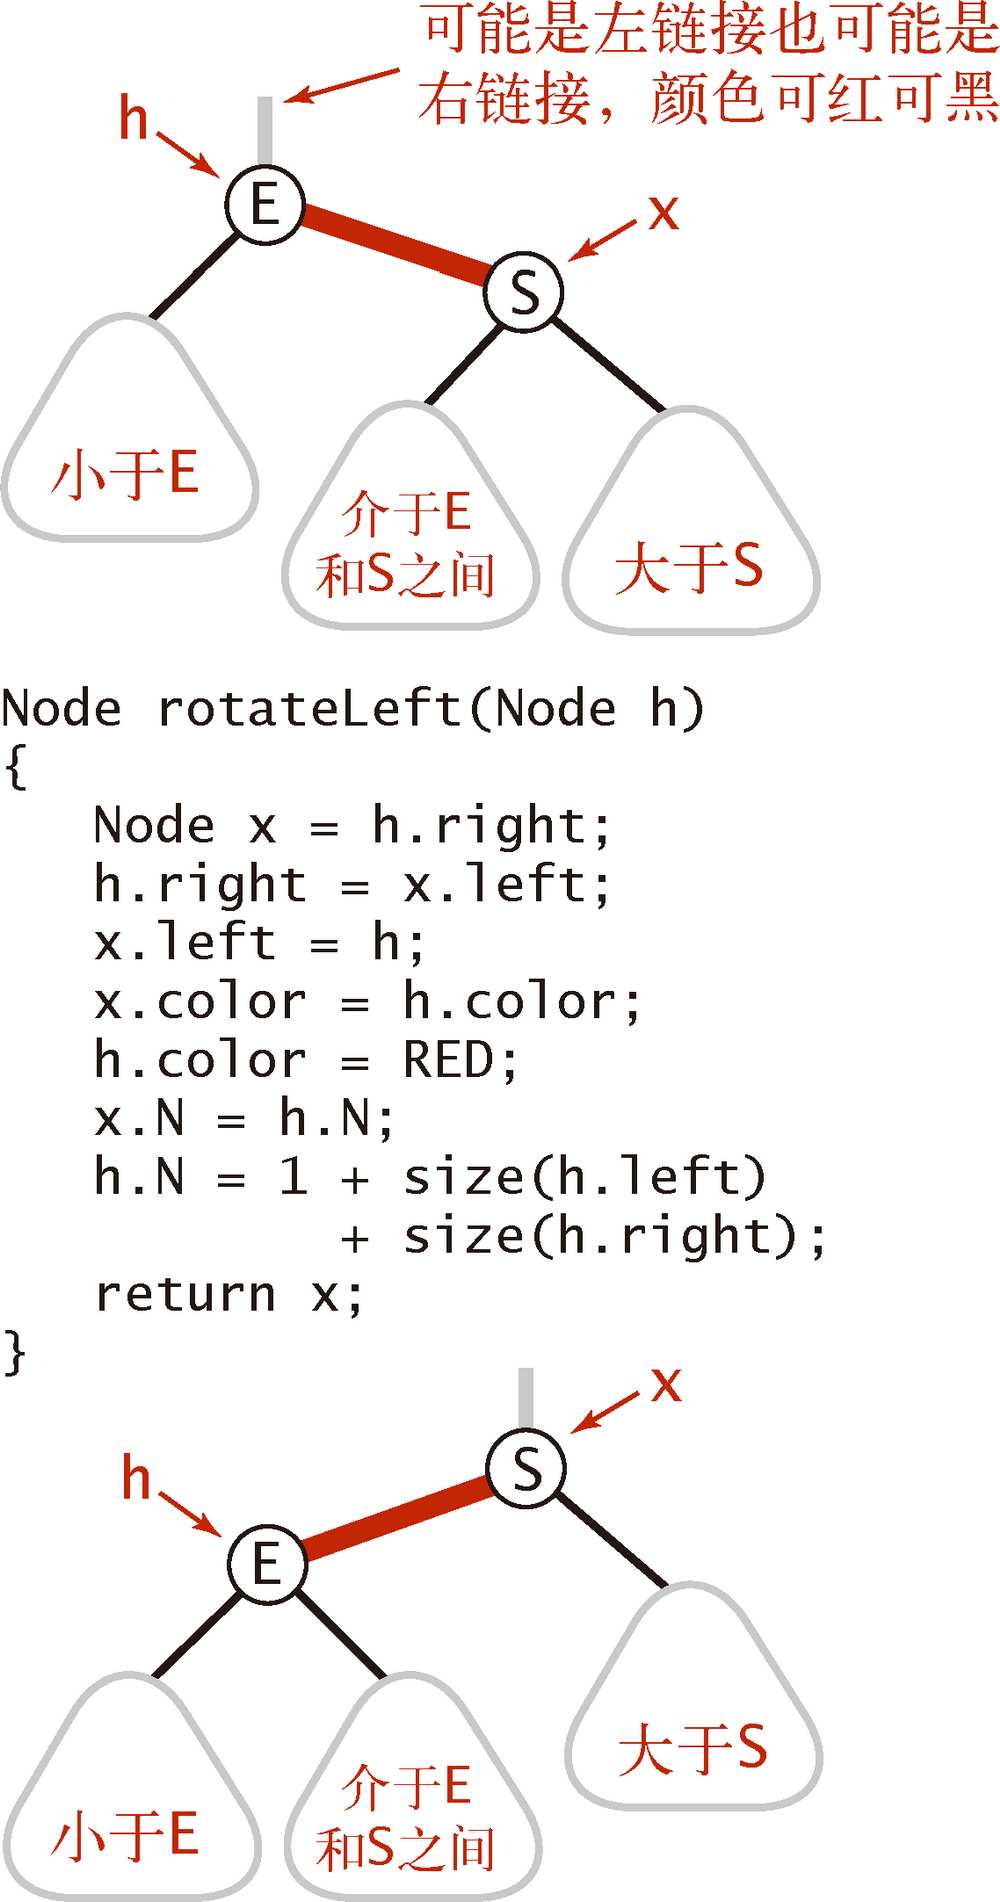 可能是左链接也可能是
右链接，颜色可红可黑
h
E
x
S
小于E
介于E
和S之间
大于S
Node rotateLeft(Node h)
{
   Node x = h.right;
   h.right = x.left;
   x.left = h;
   x.color = h.color;
   h.color = RED;
   x.N = h.N;
   h.N = 1 + size(h.left)
           + size(h.right);
   return x;
}
x
S
h
E
大于S
小于E
介于E
和S之间